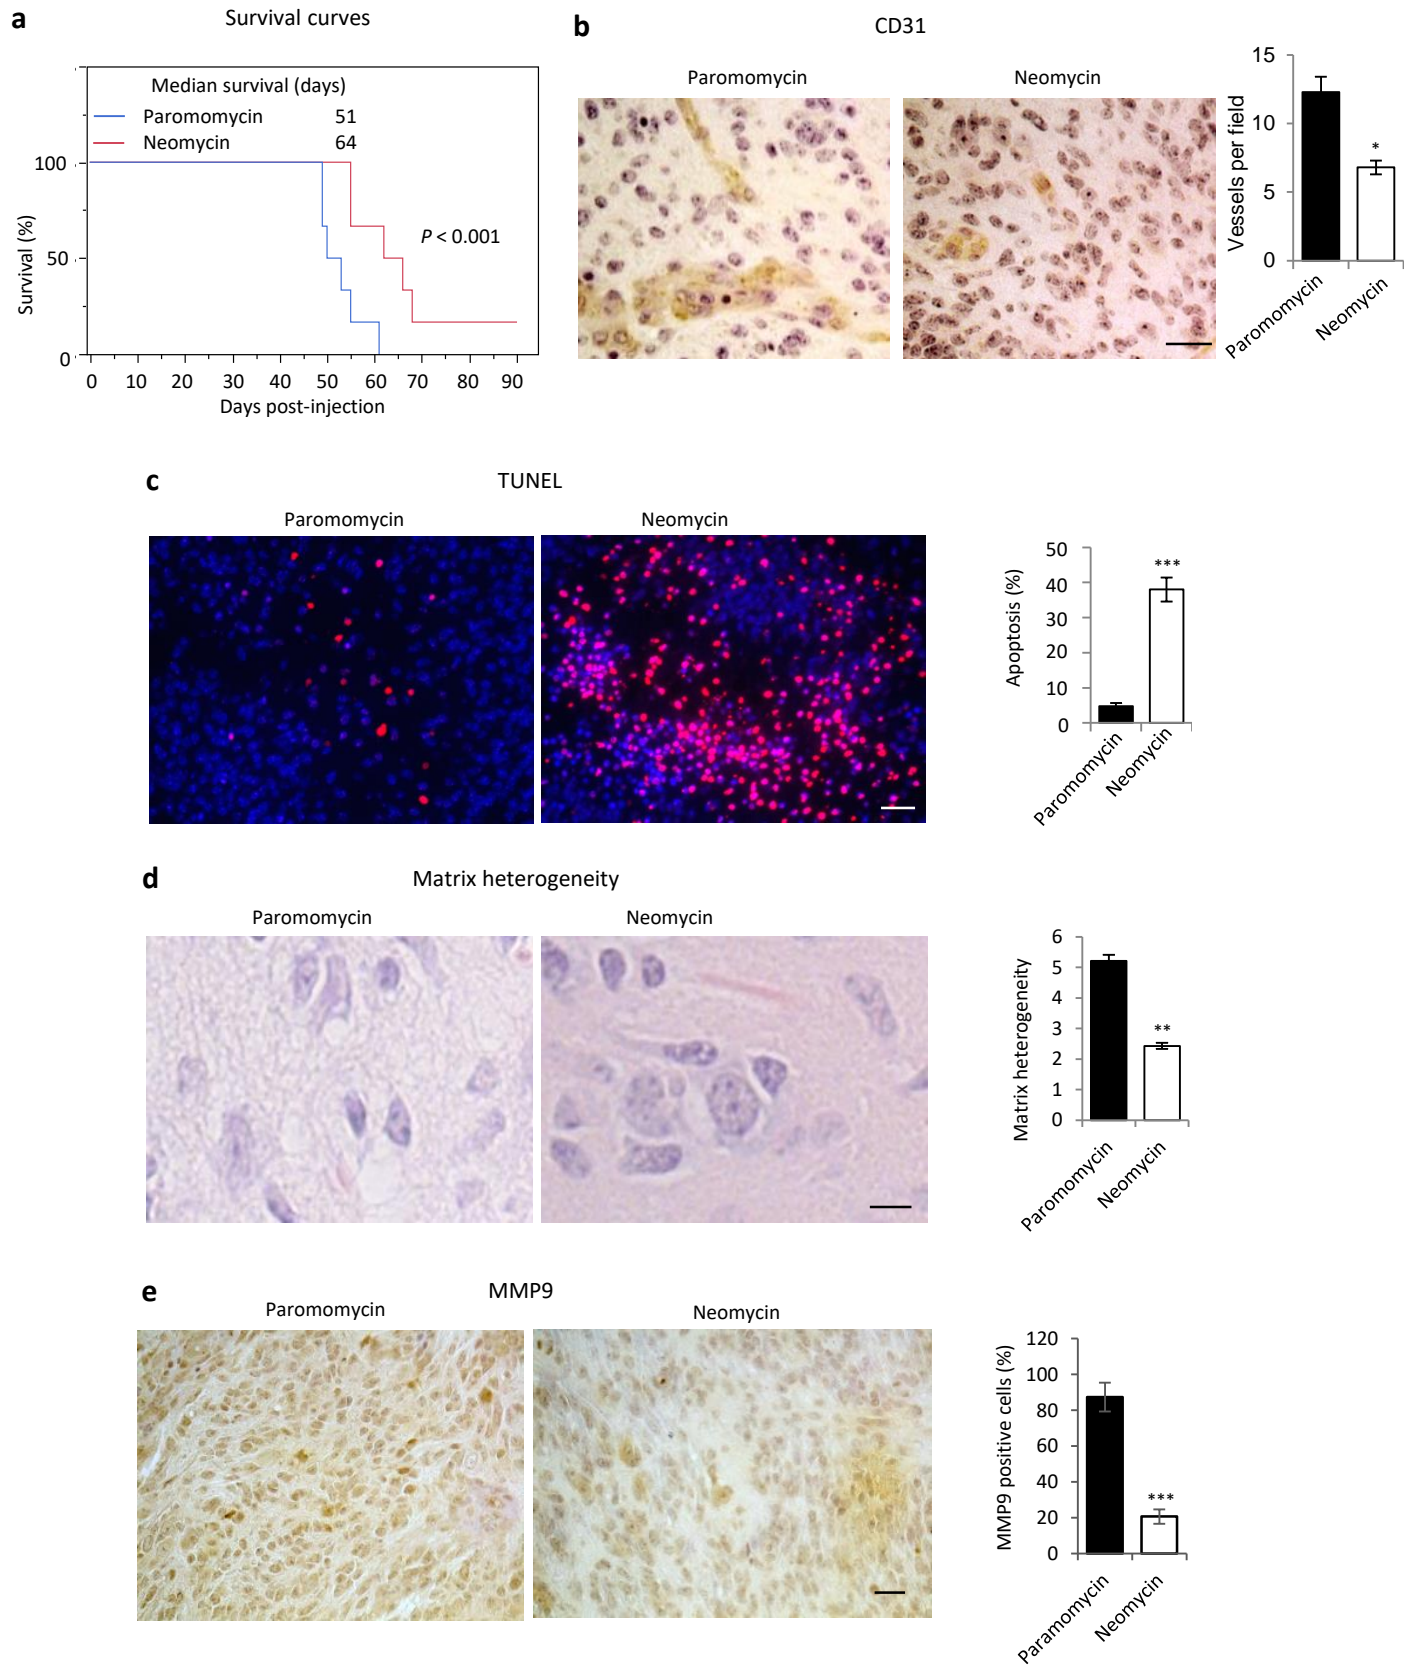 a
Survival curves
Median survival (days)
Paromomycin 51
Neomycin 64
100
50
0
Survival (%)
P < 0.001
0 10 20 30 40 50 60 70 80 90
Days post-injection
b
CD31
Paromomycin
Neomycin
15
10
5
0
Vessels per field
*
Paromomycin
Neomycin
c
TUNEL
Paromomycin
Neomycin
50
40
30
20
10
0
Apoptosis (%)
***
Paromomycin
Neomycin
d
Matrix heterogeneity
Paromomycin
Neomycin
6
5
4
3
2
1
0
Matrix heterogeneity
**
Paromomycin
Neomycin
e
MMP9
Paromomycin
Neomycin
120
100
80
60
40
20
0
MMP9 positive cells (%)
***
Paramomycin
Neomycin